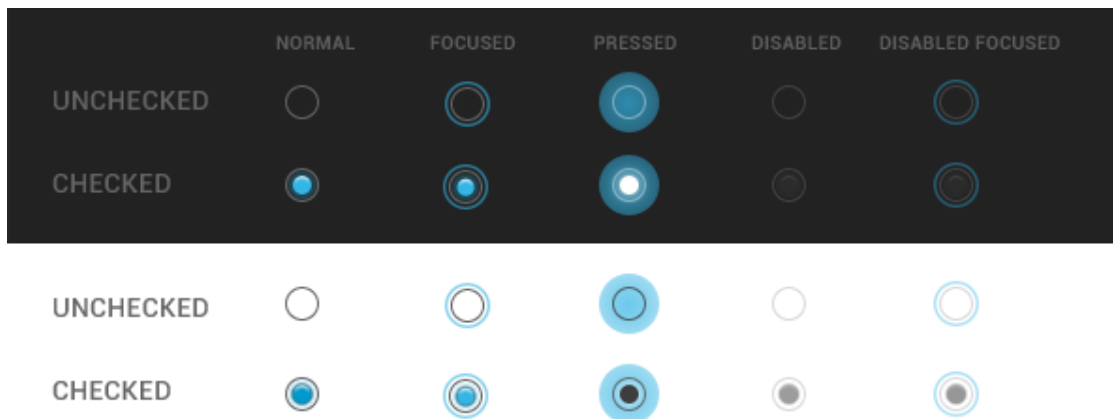 NORMAL FOCUSED PRESSED DISABLED DISABLED FOCUSED
UNCHECKED
CHECKED
UNCHECKED
CHECKED